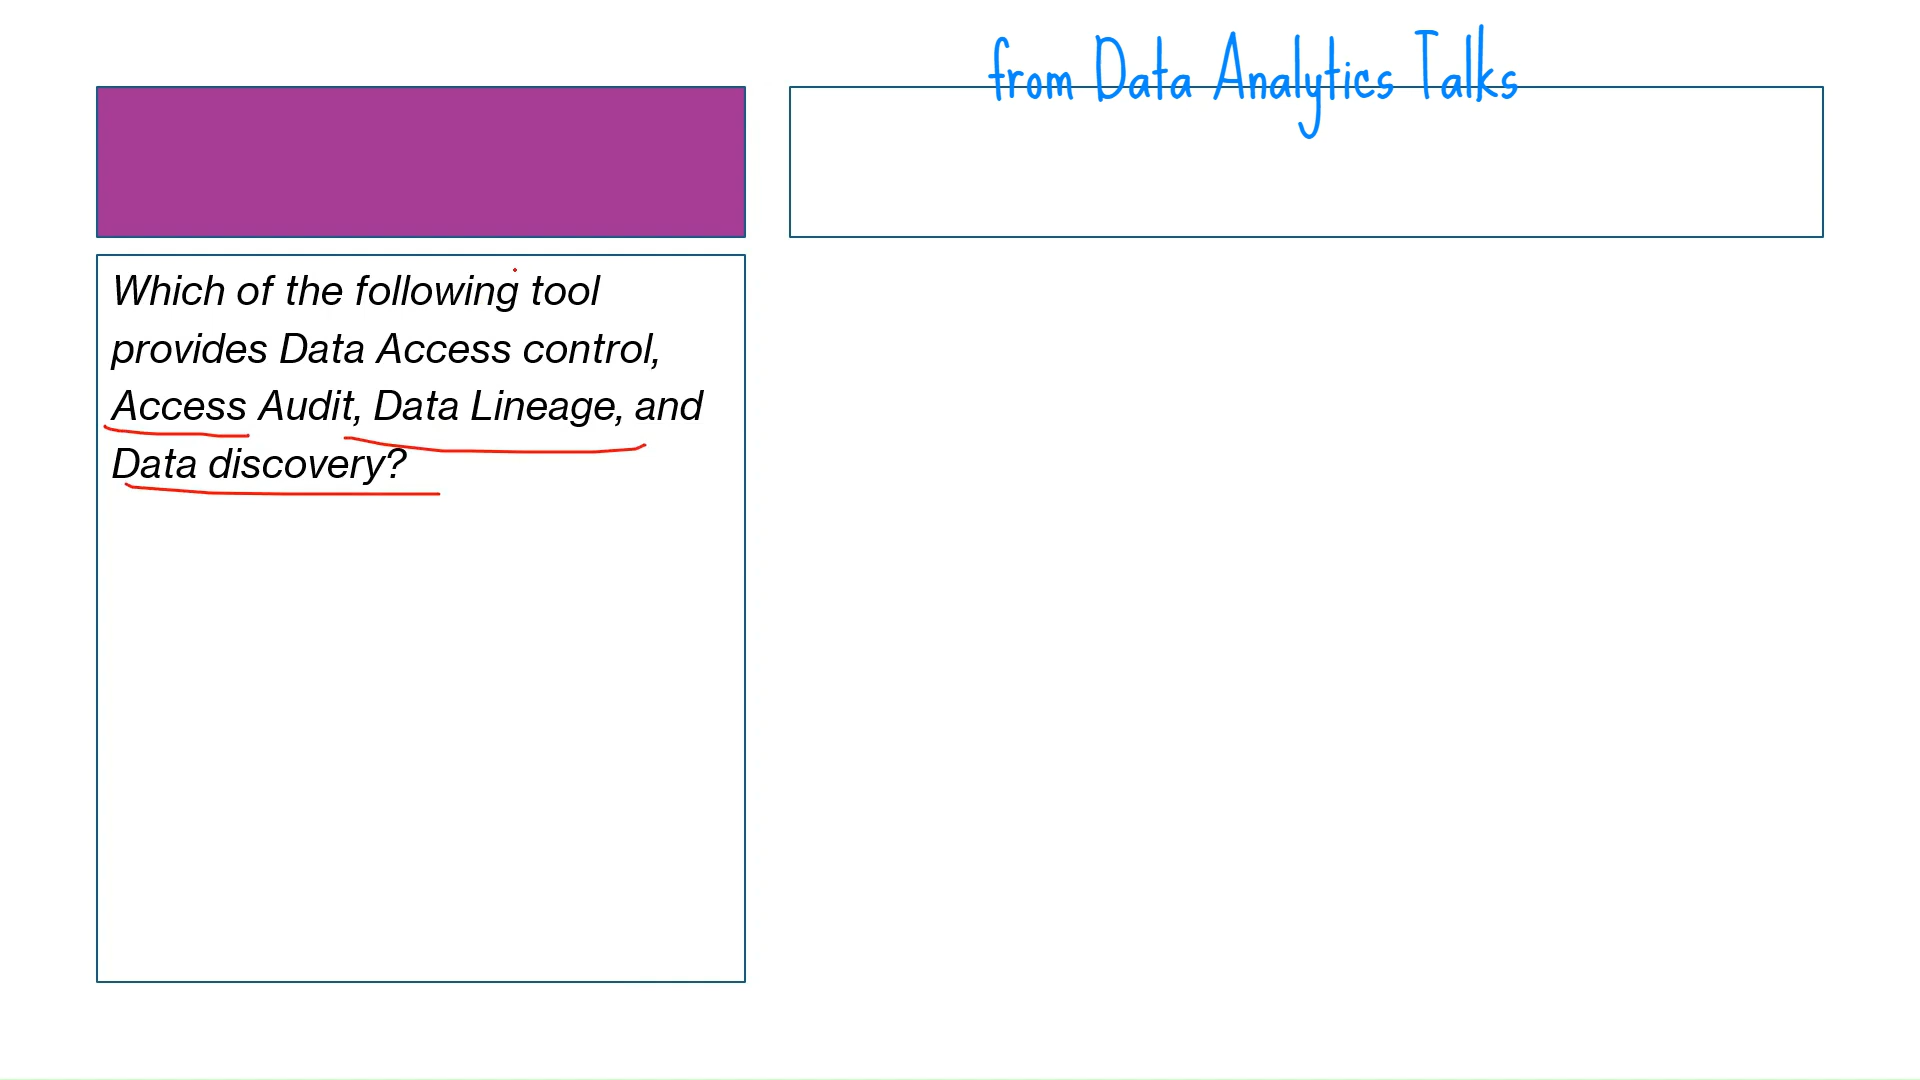 from Data Analytics Talks
Which of the following tool
provides Data Access control,
Access Audit, Data Lineage, and
Data discovery?